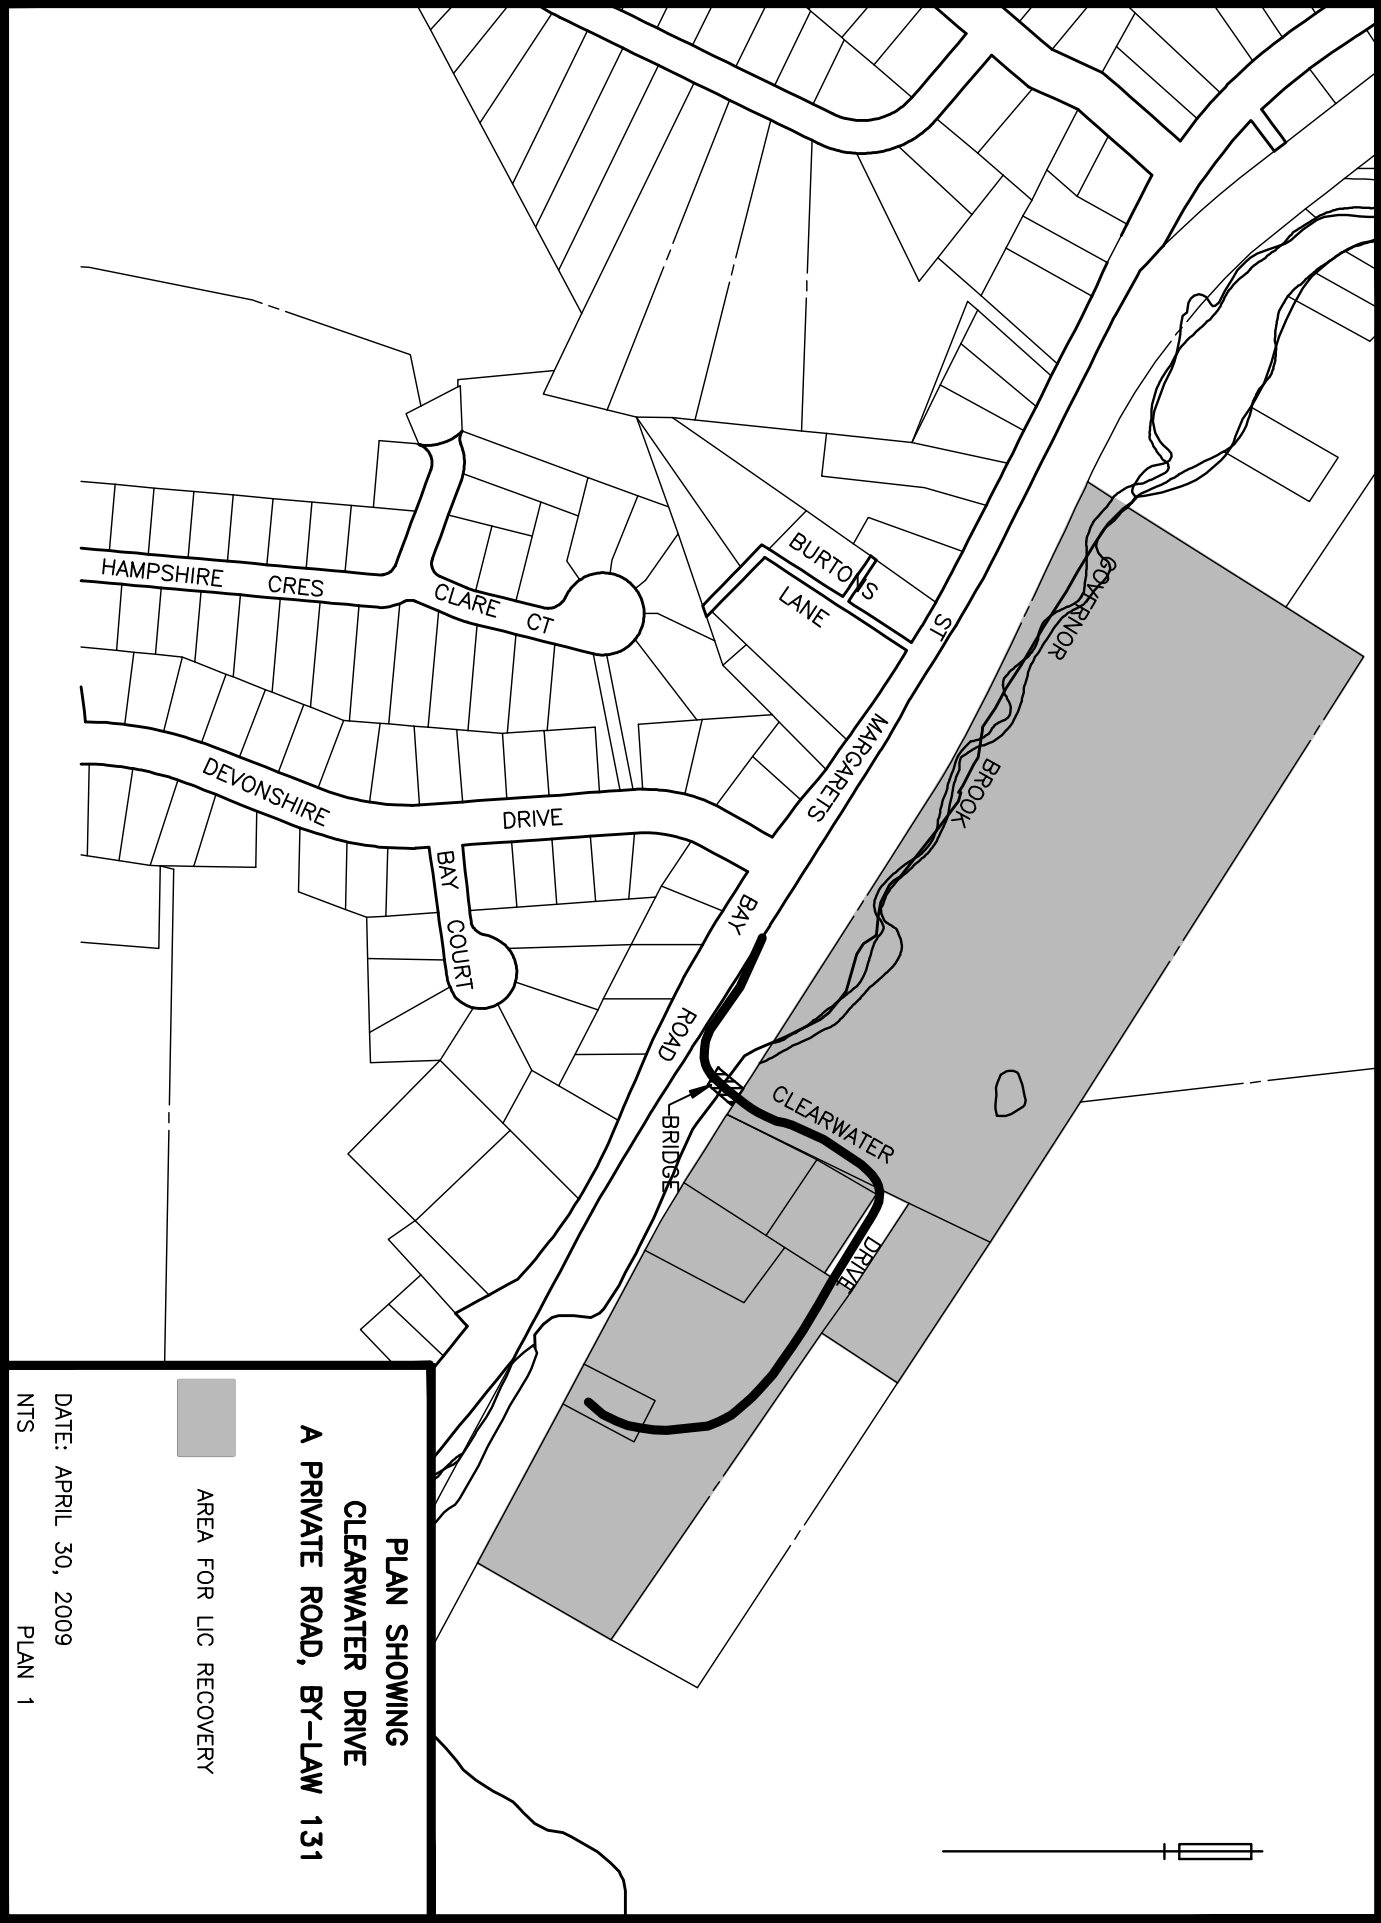 BURTONS
LANE
ST
MARGARETS
BAY
ROAD
GOVERNOR
BROOK
HAMPSHIRE CRES
CLARE CT
DEVONSHIRE DRIVE
BAY COURT
BRIDGE
CLEARWATER
DRIVE
PLAN SHOWING
CLEARWATER DRIVE
A PRIVATE ROAD, BY-LAW 131
AREA FOR LIC RECOVERY
DATE: APRIL 30, 2009
NTS PLAN 1